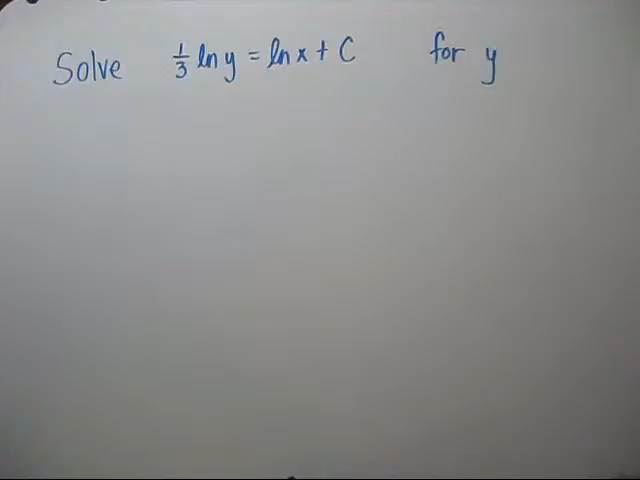 Solve ⅓ ln y = ln x + C for y